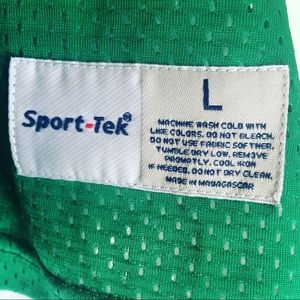 Sport-Tek®
L
MACHINE WASH COLD WITH
LIKE COLORS. DO NOT BLEACH.
DO NOT USE FABRIC SOFTNER.
TUMBLE DRY LOW. REMOVE
PROMPTLY. COOL IRON
IF NEEDED. DO NOT DRY CLEAN.
MADE IN MADAGASCAR